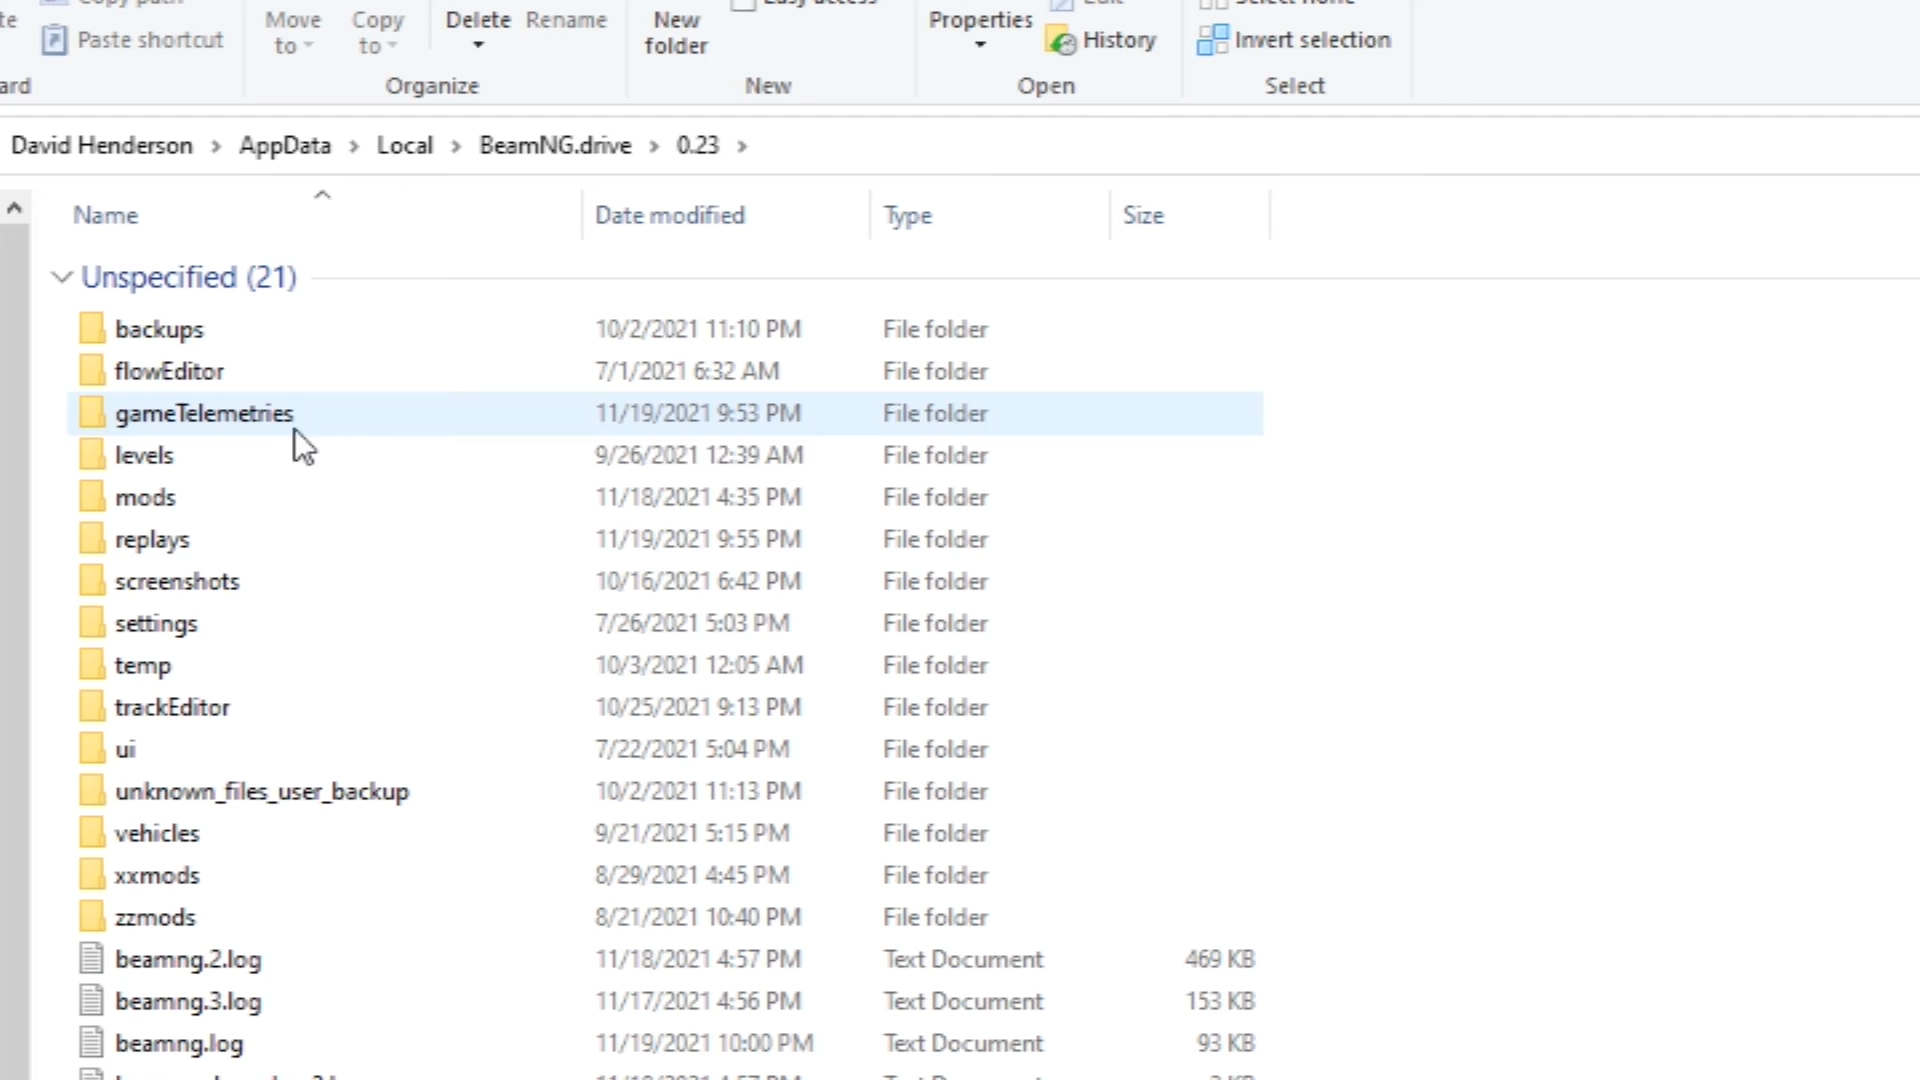 Copy path
te Move Copy Delete Rename New Easy access Properties Edit Select none
Paste shortcut to to folder History Invert selection
ard Organize New Open Select
David Henderson > AppData > Local > BeamNG.drive > 0.23 >
Name Date modified Type Size
Unspecified (21)
backups 10/2/2021 11:10 PM File folder
flowEditor 7/1/2021 6:32 AM File folder
gameTelemetries 11/19/2021 9:53 PM File folder
levels 9/26/2021 12:39 AM File folder
mods 11/18/2021 4:35 PM File folder
replays 11/19/2021 9:55 PM File folder
screenshots 10/16/2021 6:42 PM File folder
settings 7/26/2021 5:03 PM File folder
temp 10/3/2021 12:05 AM File folder
trackEditor 10/25/2021 9:13 PM File folder
ui 7/22/2021 5:04 PM File folder
unknown_files_user_backup 10/2/2021 11:13 PM File folder
vehicles 9/21/2021 5:15 PM File folder
xxmods 8/29/2021 4:45 PM File folder
zzmods 8/21/2021 10:40 PM File folder
beamng.2.log 11/18/2021 4:57 PM Text Document 469 KB
beamng.3.log 11/17/2021 4:56 PM Text Document 153 KB
beamng.log 11/19/2021 10:00 PM Text Document 93 KB